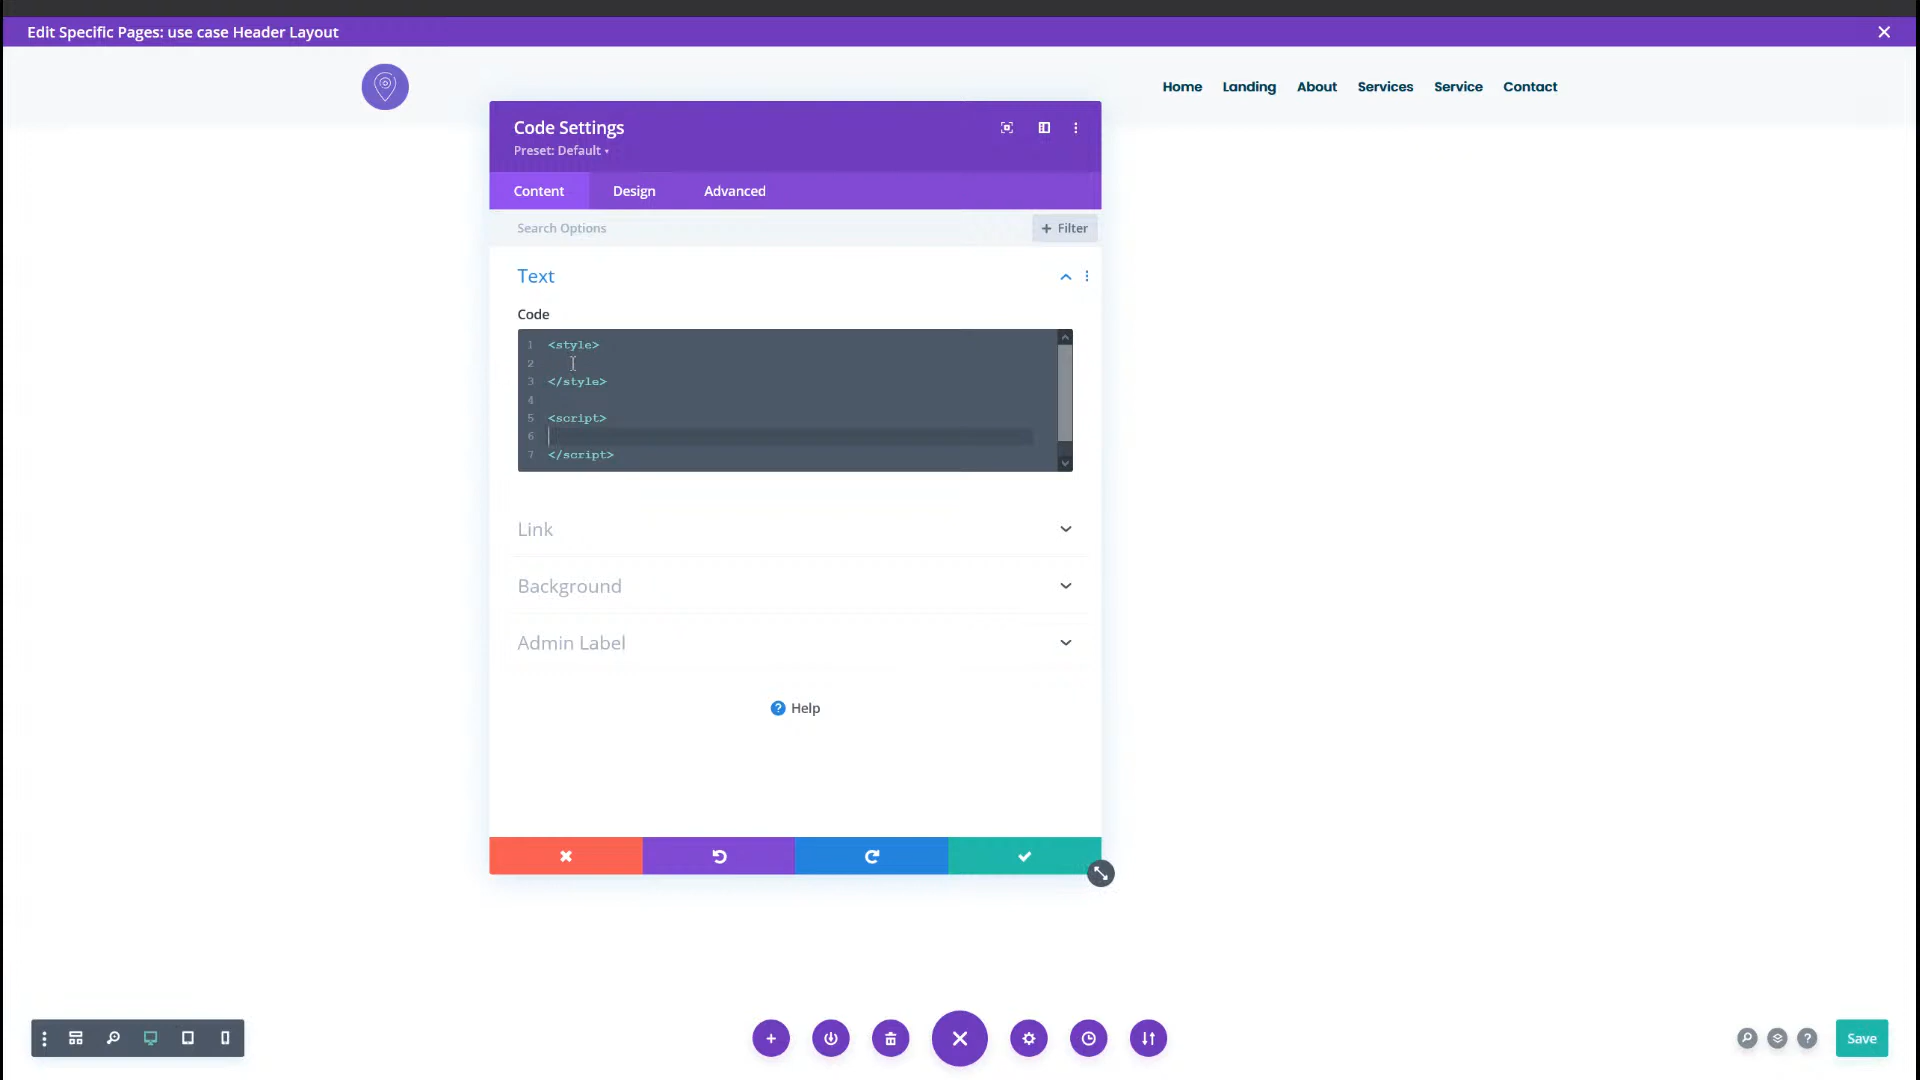 Edit Specific Pages: use case Header Layout
Home Landing About Services Service Contact
Code Settings
Preset: Default
Content Design Advanced
Search Options
+ Filter
Text
Code
1 <style>
2
3 </style>
4
5 <script>
6
7 </script>
Link
Background
Admin Label
? Help
?
Save